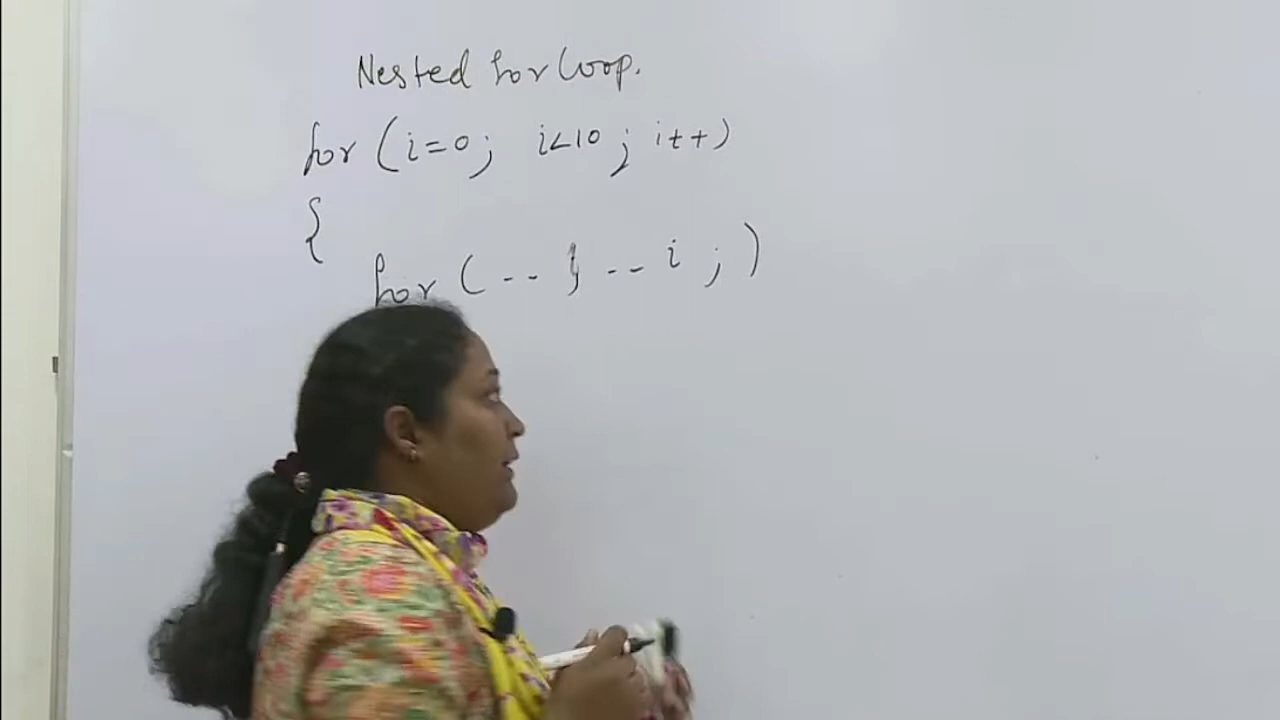 Nested for loop.
for (i=0; i<10; i++)
{
for (--; -- i ; )